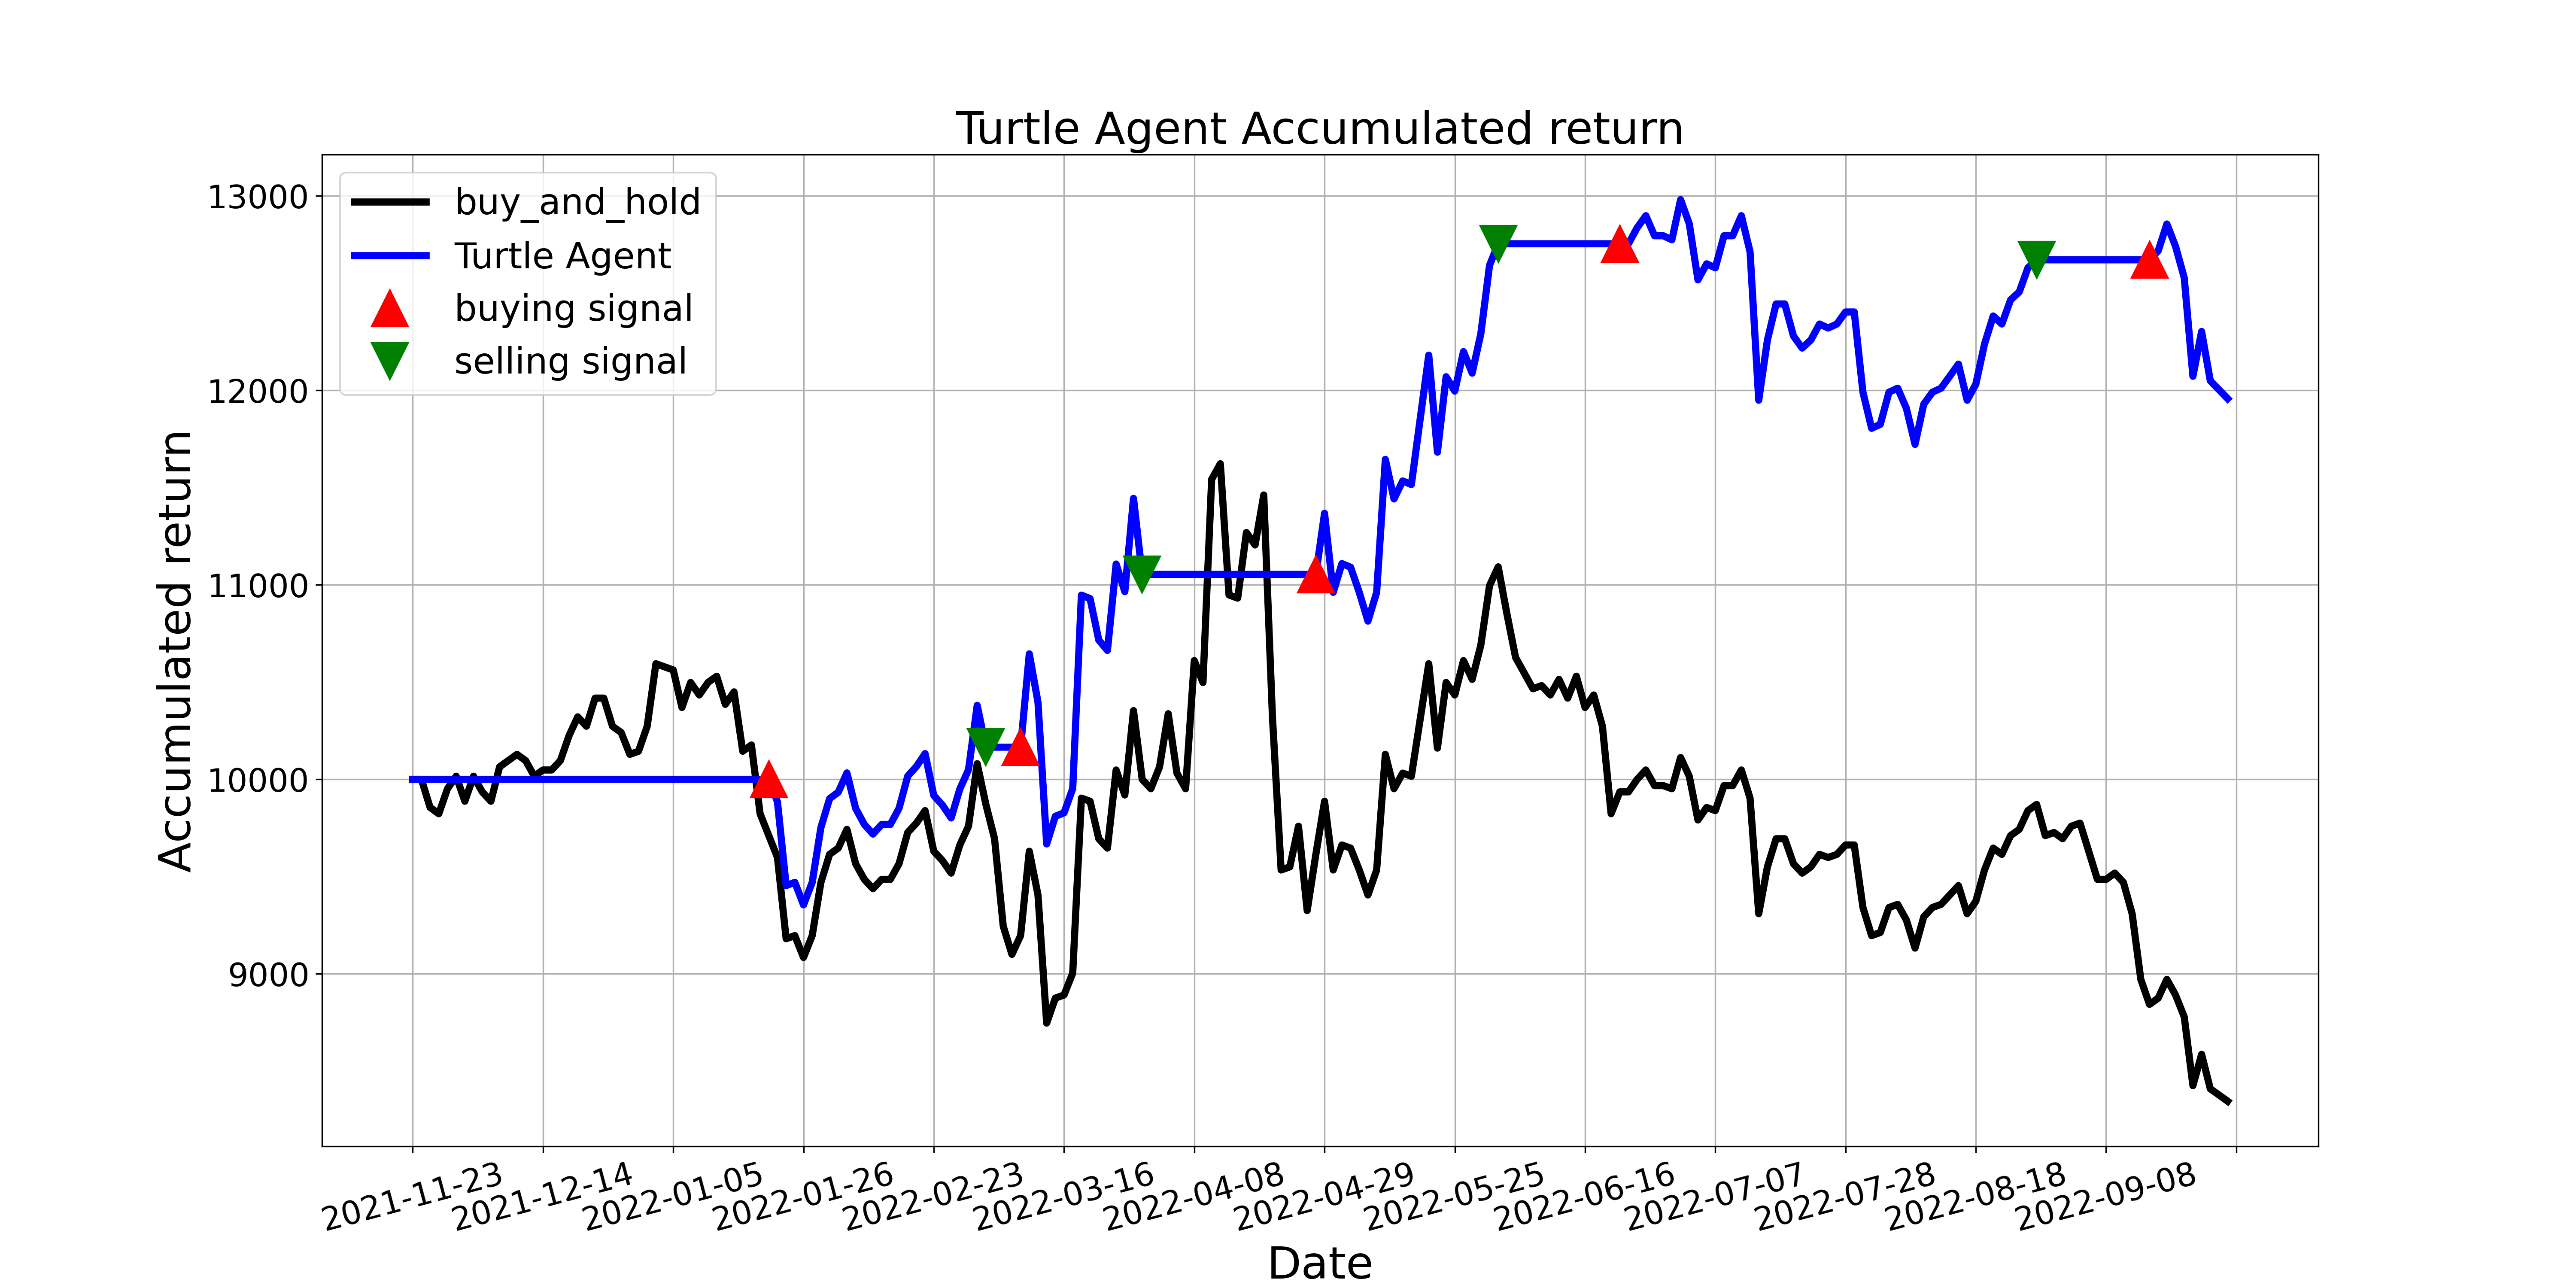 Turtle Agent Accumulated return
buy_and_hold
Turtle Agent
buying signal
selling signal
13000
12000
11000
10000
9000
Accumulated return
2021-11-23
2021-12-14
2022-01-05
2022-01-26
2022-02-23
2022-03-16
2022-04-08
2022-04-29
2022-05-25
2022-06-16
2022-07-07
2022-07-28
2022-08-18
2022-09-08
Date